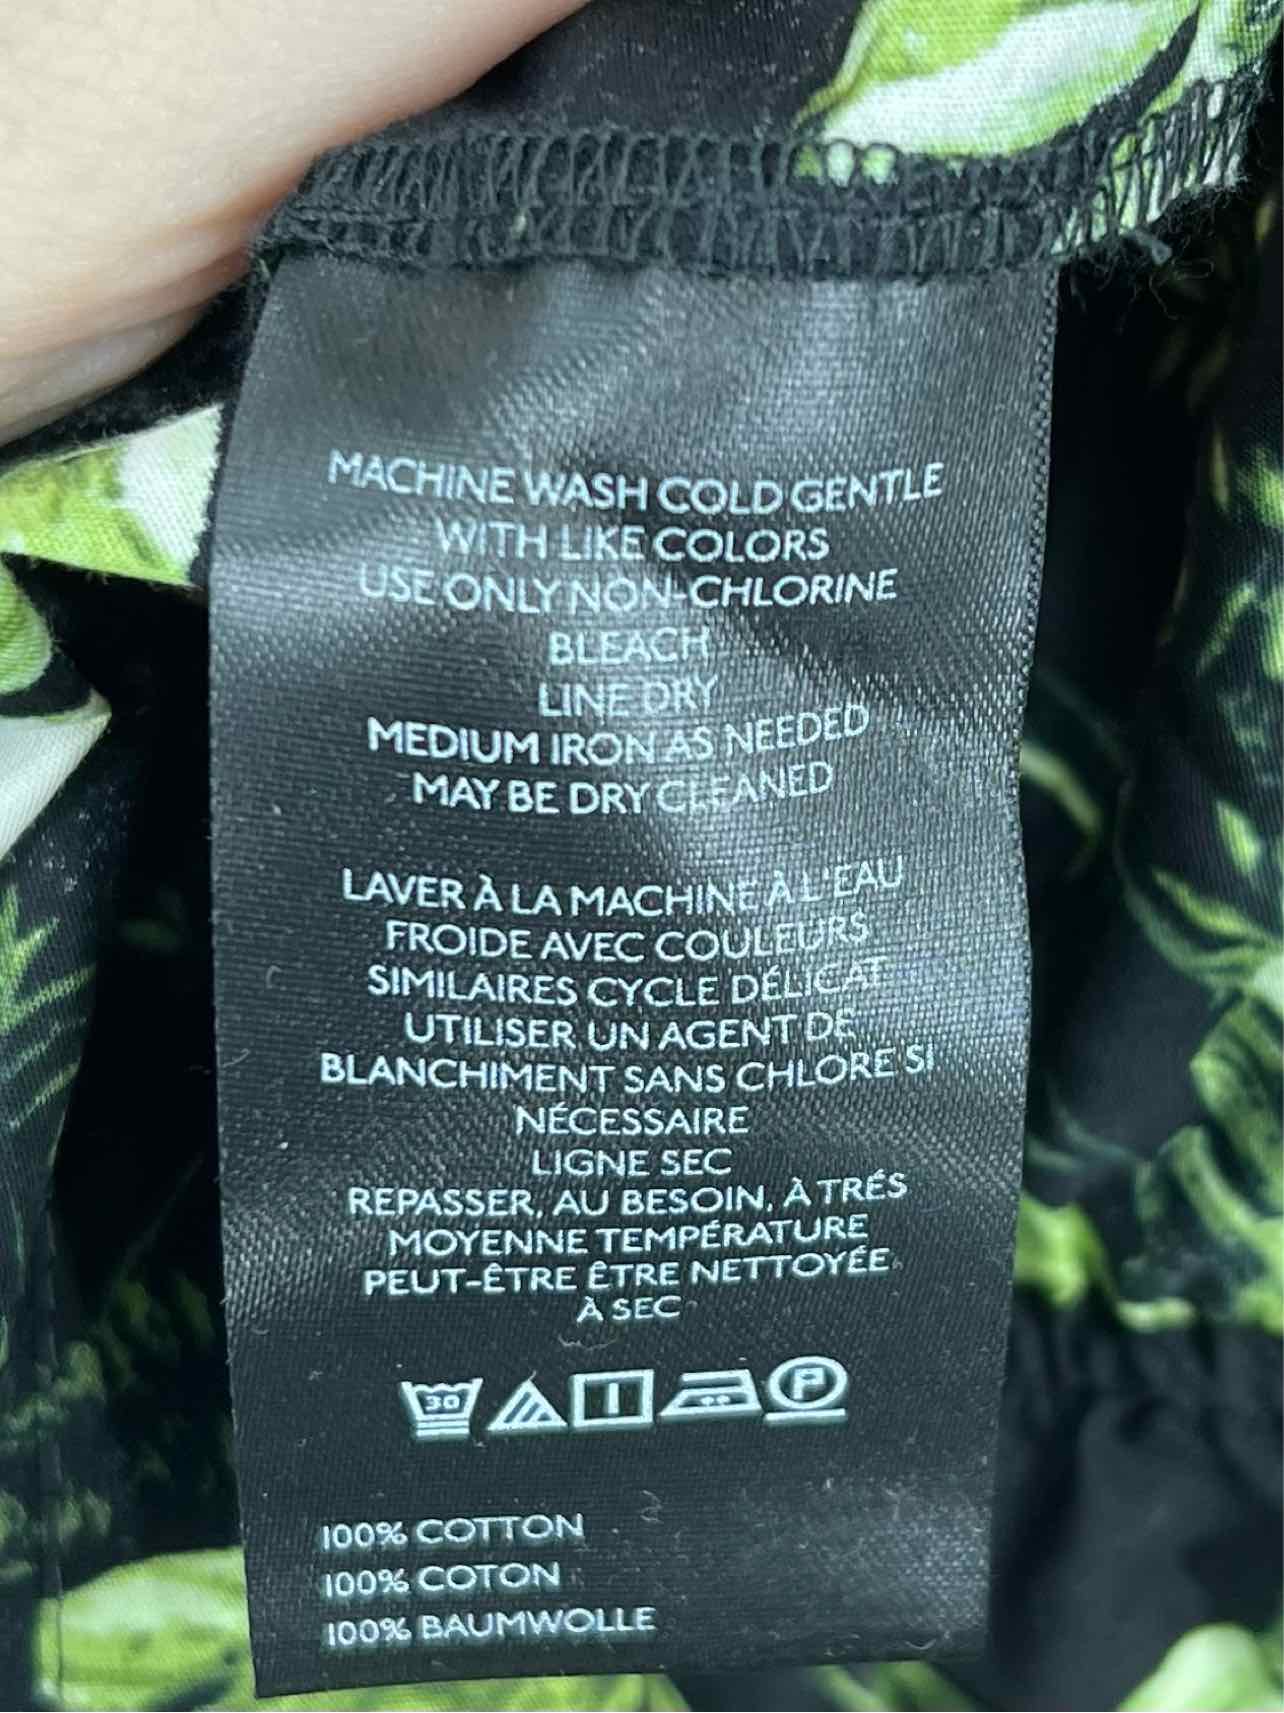 MACHINE WASH COLD GENTLE
WITH LIKE COLORS
USE ONLY NON-CHLORINE
BLEACH
LINE DRY
MEDIUM IRON AS NEEDED
MAY BE DRY CLEANED
LAVER À LA MACHINE À L'EAU
FROIDE AVEC COULEURS
SIMILAIRES CYCLE DÉLICAT
UTILISER UN AGENT DE
BLANCHIMENT SANS CHLORE SI
NÉCESSAIRE
LIGNE SEC
REPASSER, AU BESOIN, À TRÉS
MOYENNE TEMPÉRATURE
PEUT-ÊTRE ÊTRE NETTOYÉE
À SEC
30 P
100% COTTON
100% COTON
100% BAUMWOLLE